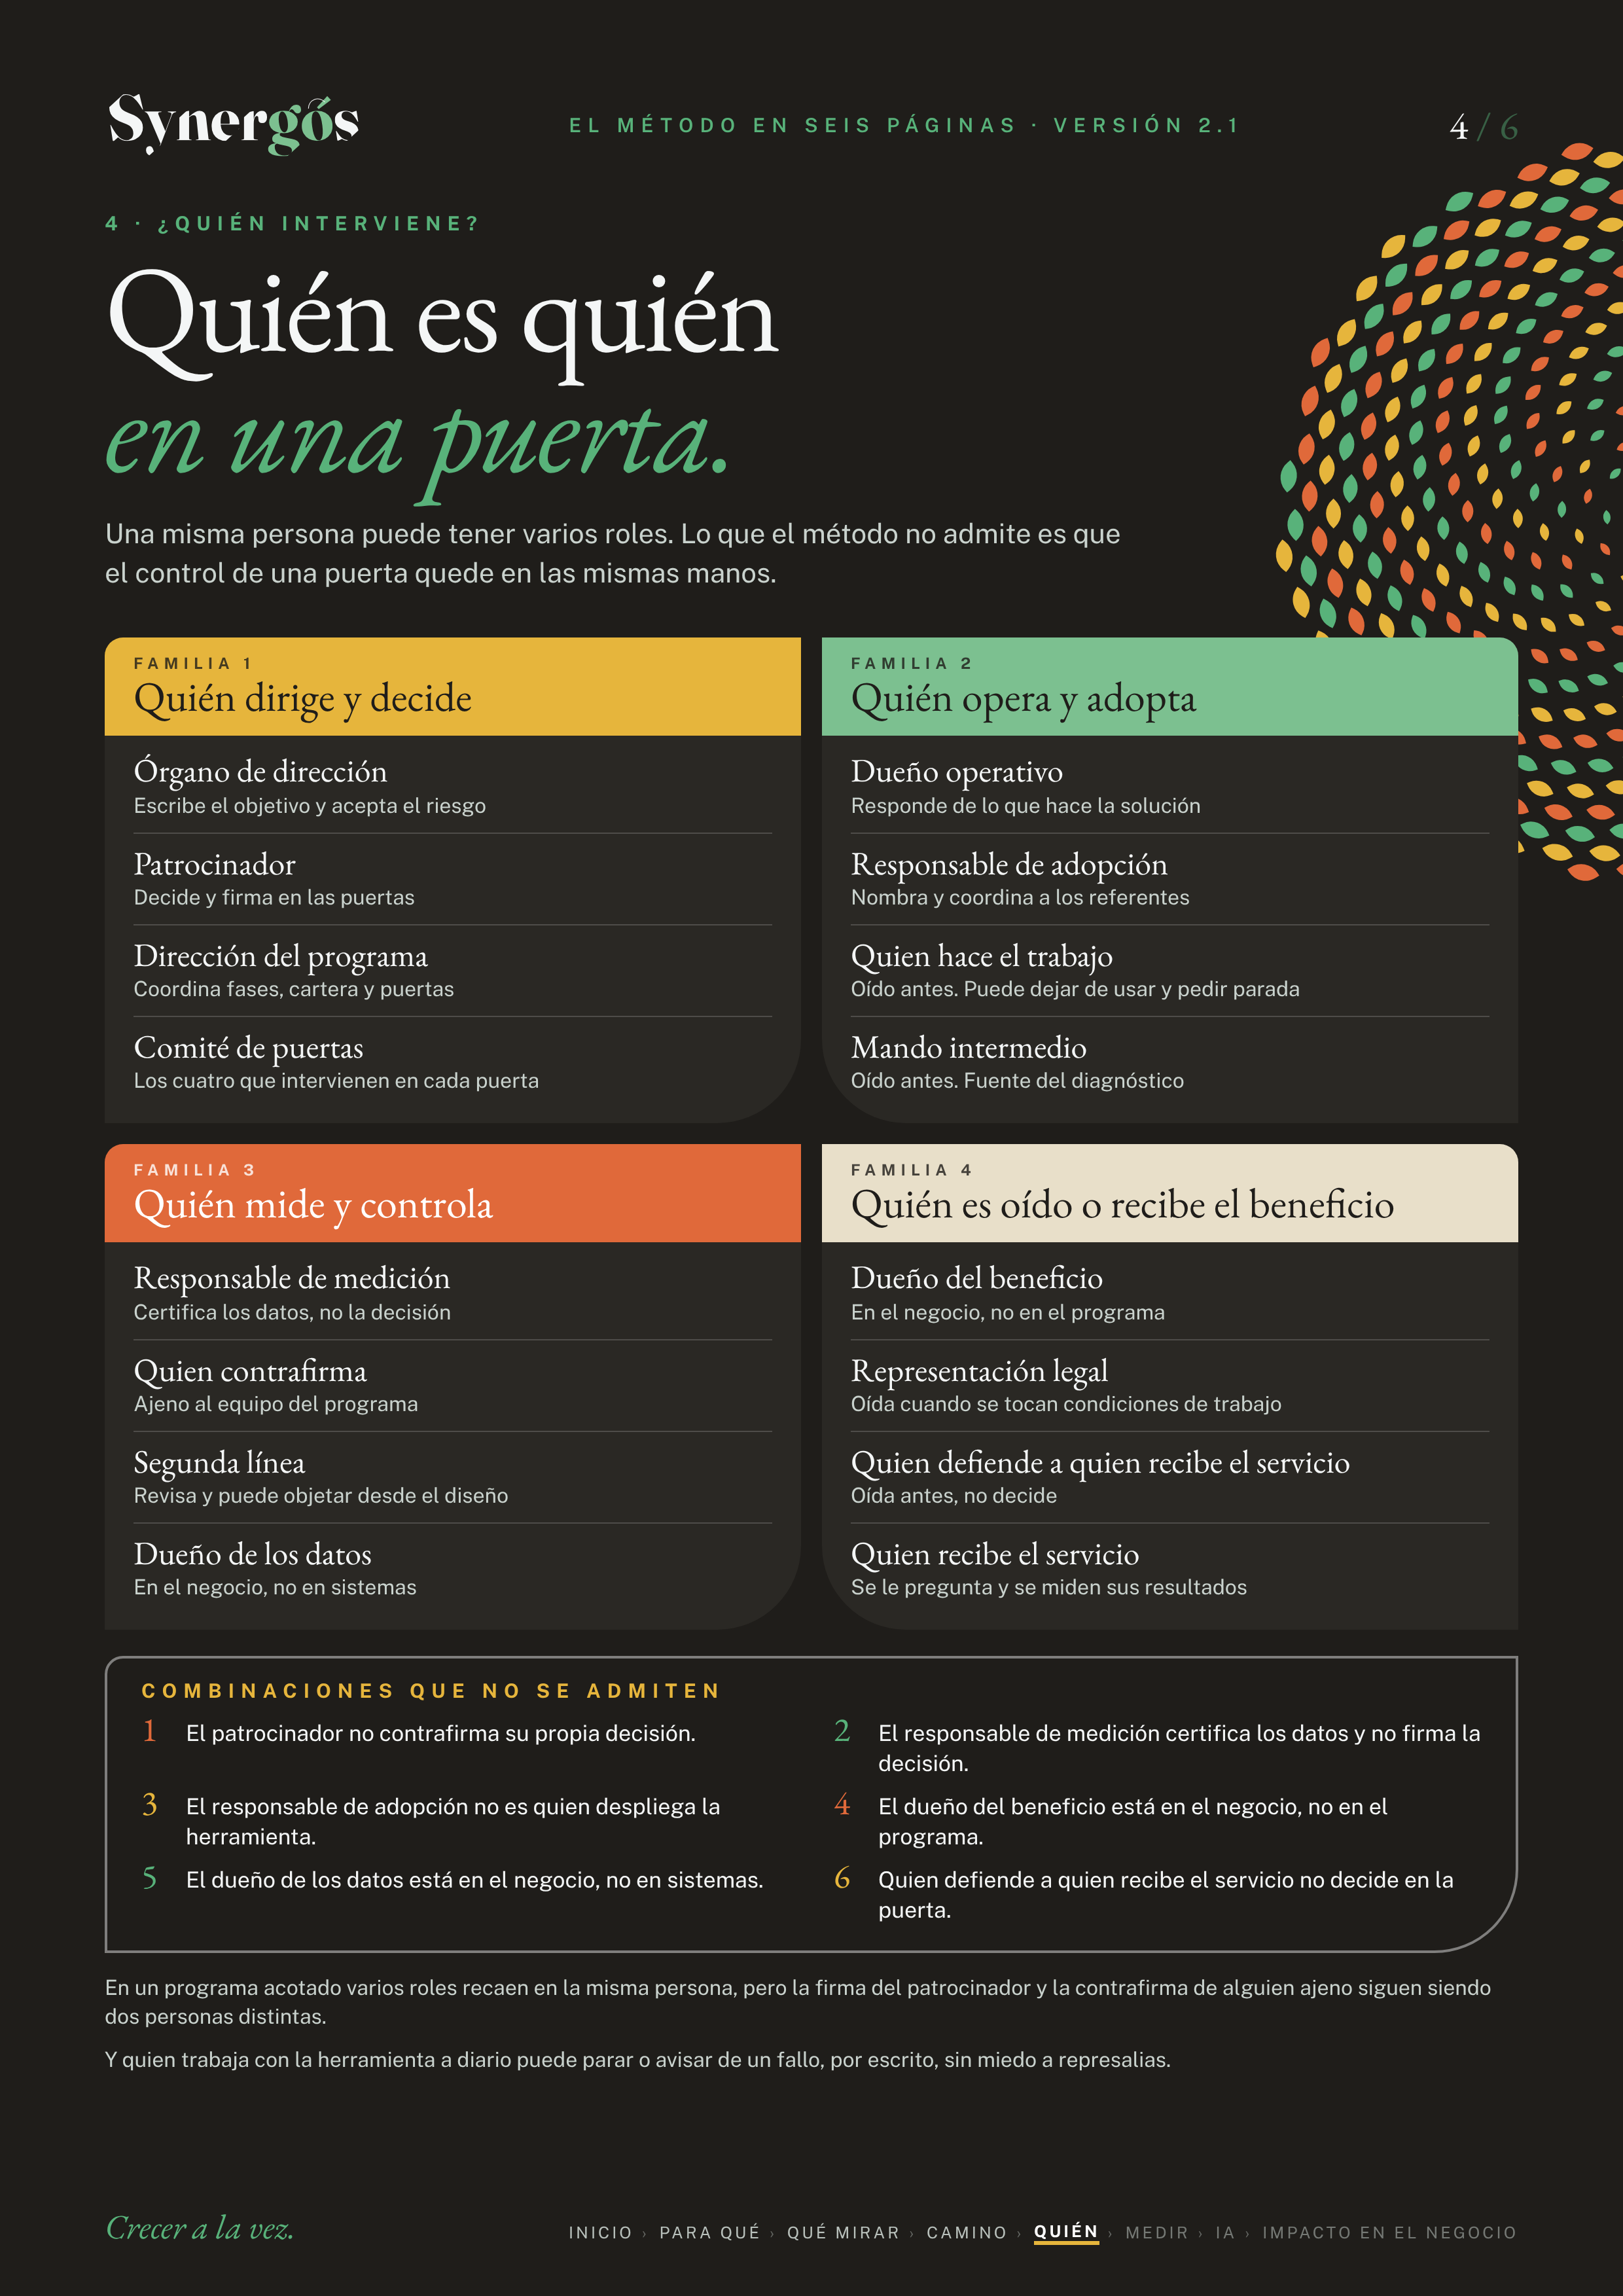 Synergós
EL MÉTODO EN SEIS PÁGINAS · VERSIÓN 2.1
4 / 6
4 · ¿QUIÉN INTERVIENE?
Quién es quién
en una puerta.
Una misma persona puede tener varios roles. Lo que el método no admite es que
el control de una puerta quede en las mismas manos.
FAMILIA 1
Quién dirige y decide
Órgano de dirección
Escribe el objetivo y acepta el riesgo
Patrocinador
Decide y firma en las puertas
Dirección del programa
Coordina fases, cartera y puertas
Comité de puertas
Los cuatro que intervienen en cada puerta
FAMILIA 2
Quién opera y adopta
Dueño operativo
Responde de lo que hace la solución
Responsable de adopción
Nombra y coordina a los referentes
Quien hace el trabajo
Oído antes. Puede dejar de usar y pedir parada
Mando intermedio
Oído antes. Fuente del diagnóstico
FAMILIA 3
Quién mide y controla
Responsable de medición
Certifica los datos, no la decisión
Quien contrafirma
Ajeno al equipo del programa
Segunda línea
Revisa y puede objetar desde el diseño
Dueño de los datos
En el negocio, no en sistemas
FAMILIA 4
Quién es oído o recibe el beneficio
Dueño del beneficio
En el negocio, no en el programa
Representación legal
Oída cuando se tocan condiciones de trabajo
Quien defiende a quien recibe el servicio
Oída antes, no decide
Quien recibe el servicio
Se le pregunta y se miden sus resultados
COMBINACIONES QUE NO SE ADMITEN
1 El patrocinador no contrafirma su propia decisión.
2 El responsable de medición certifica los datos y no firma la
decisión.
3 El responsable de adopción no es quien despliega la
herramienta.
4 El dueño del beneficio está en el negocio, no en el
programa.
5 El dueño de los datos está en el negocio, no en sistemas.
6 Quien defiende a quien recibe el servicio no decide en la
puerta.
En un programa acotado varios roles recaen en la misma persona, pero la firma del patrocinador y la contrafirma de alguien ajeno siguen siendo
dos personas distintas.
Y quien trabaja con la herramienta a diario puede parar o avisar de un fallo, por escrito, sin miedo a represalias.
Crecer a la vez.
INICIO › PARA QUÉ › QUÉ MIRAR › CAMINO › QUIÉN › MEDIR › IA › IMPACTO EN EL NEGOCIO